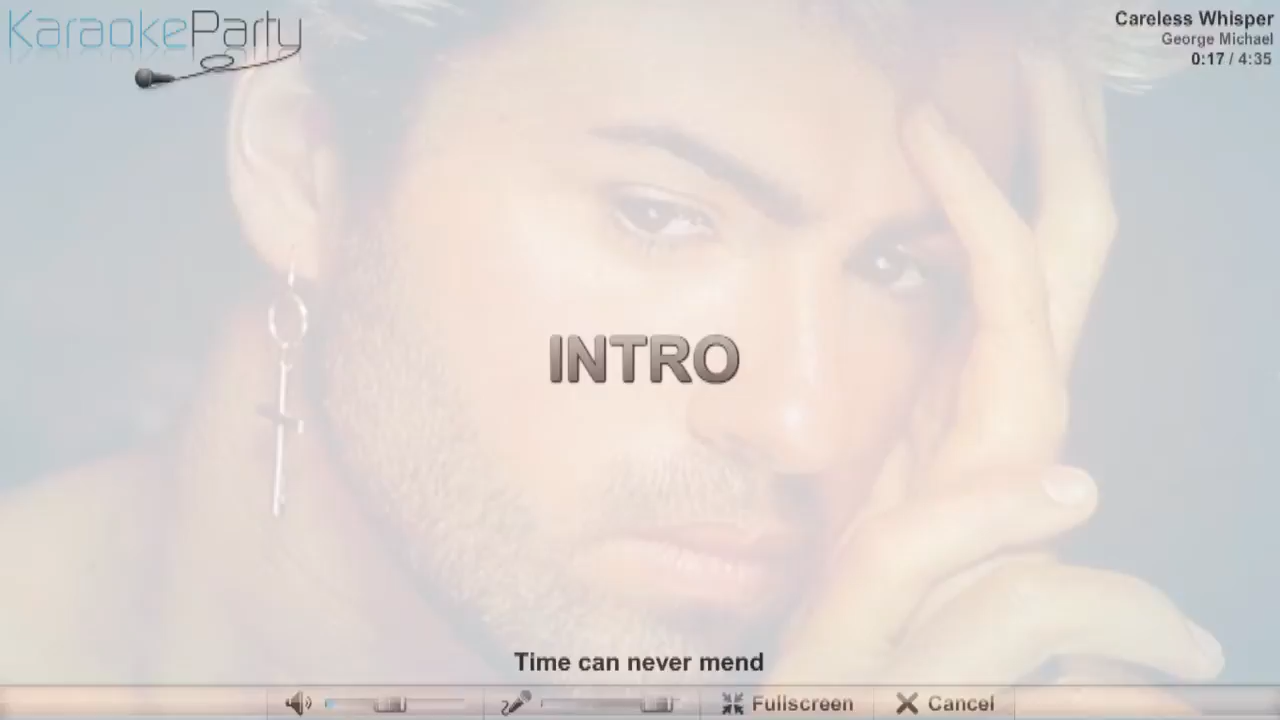 KaraokeParty
Careless Whisper
George Michael
0:17 / 4:35
INTRO
Time can never mend
Fullscreen
Cancel